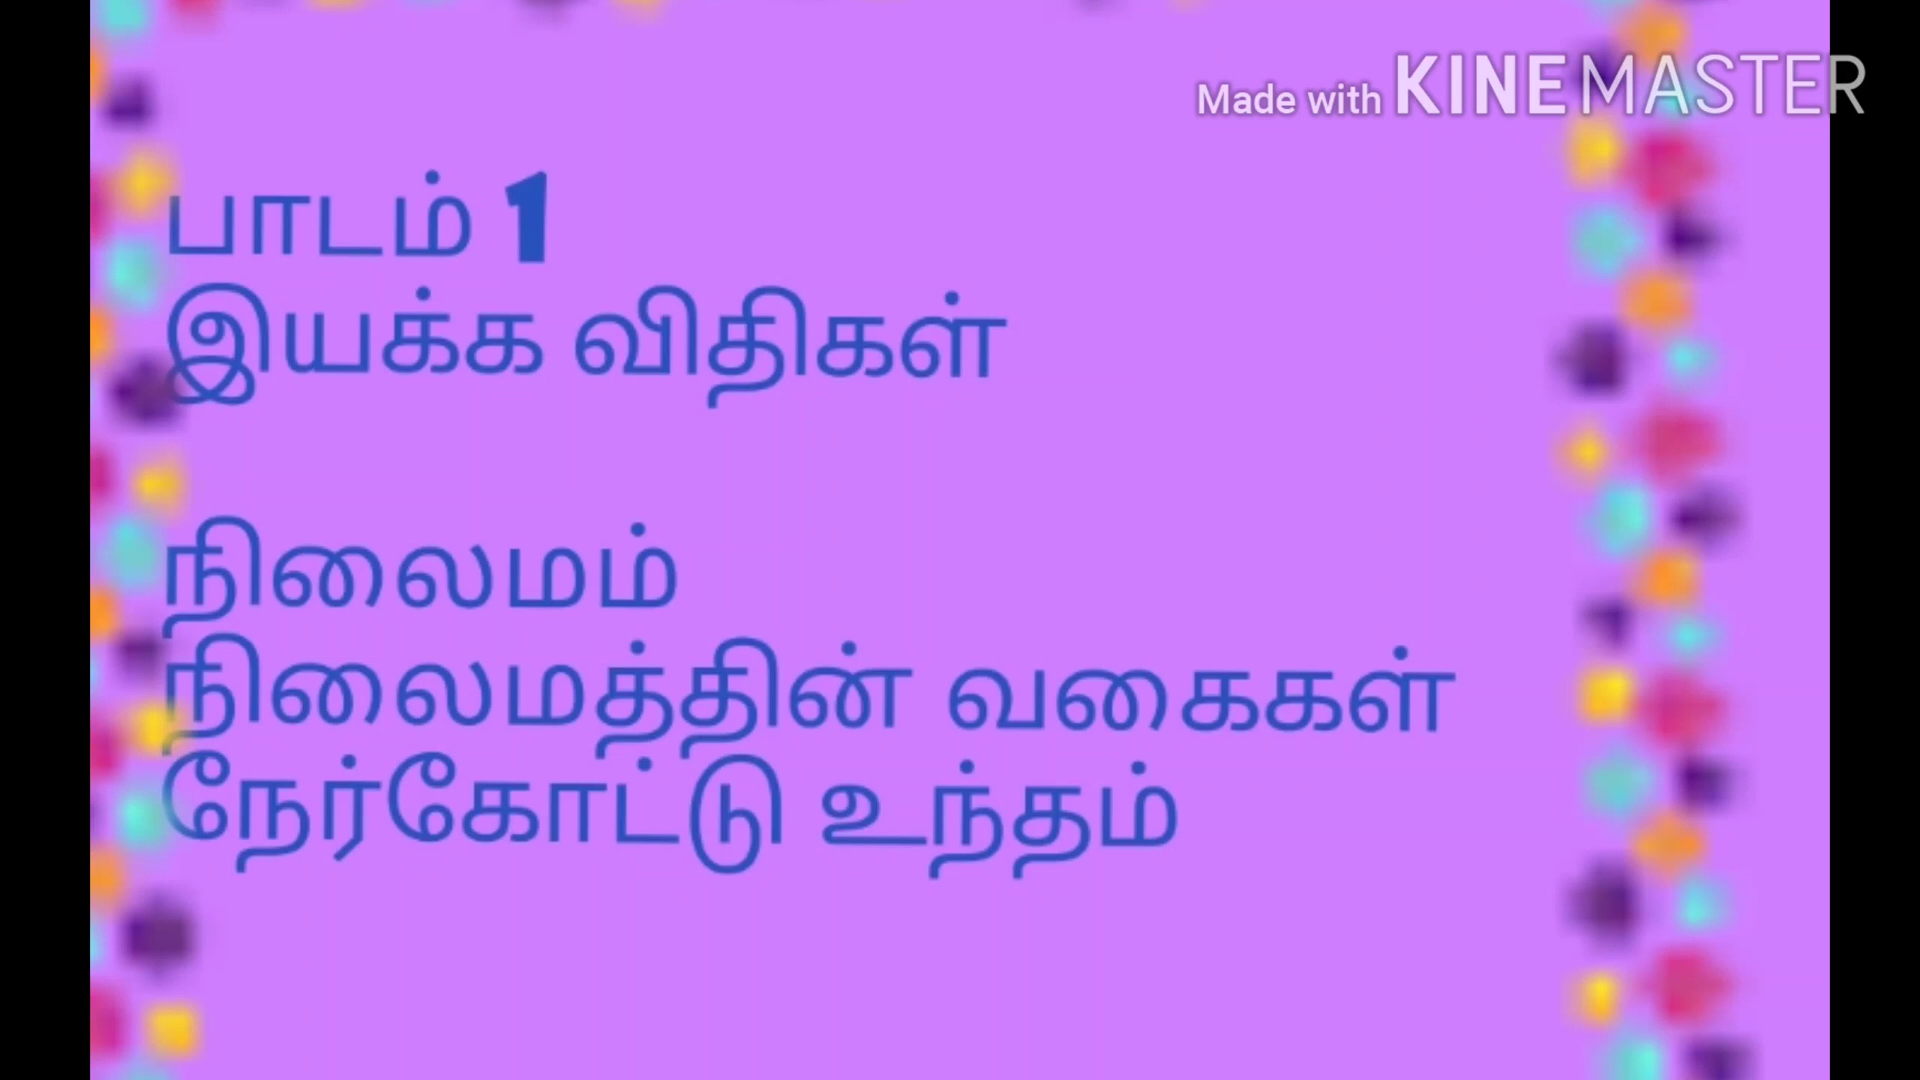 Made with KINEMASTER
பாடம் 1
இயக்க விதிகள்
நிலைமம்
நிலைமத்தின் வகைகள்
நேர்கோட்டு உந்தம்